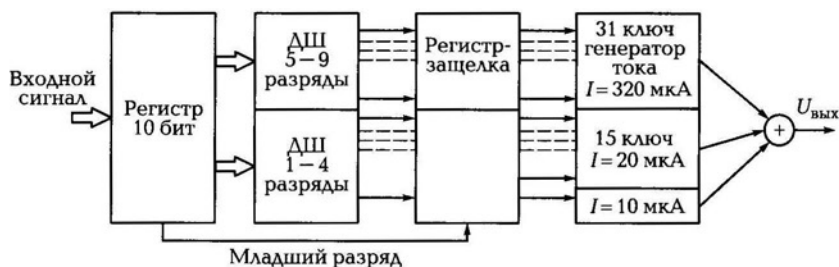 Входной
сигнал
Регистр
10 бит
ДШ
5 – 9
разряды
ДШ
1 – 4
разряды
Регистр-
защелка
31 ключ
генератор
тока
I = 320 мкА
15 ключ
I = 20 мкА
I = 10 мкА
+
Uвых
Младший разряд